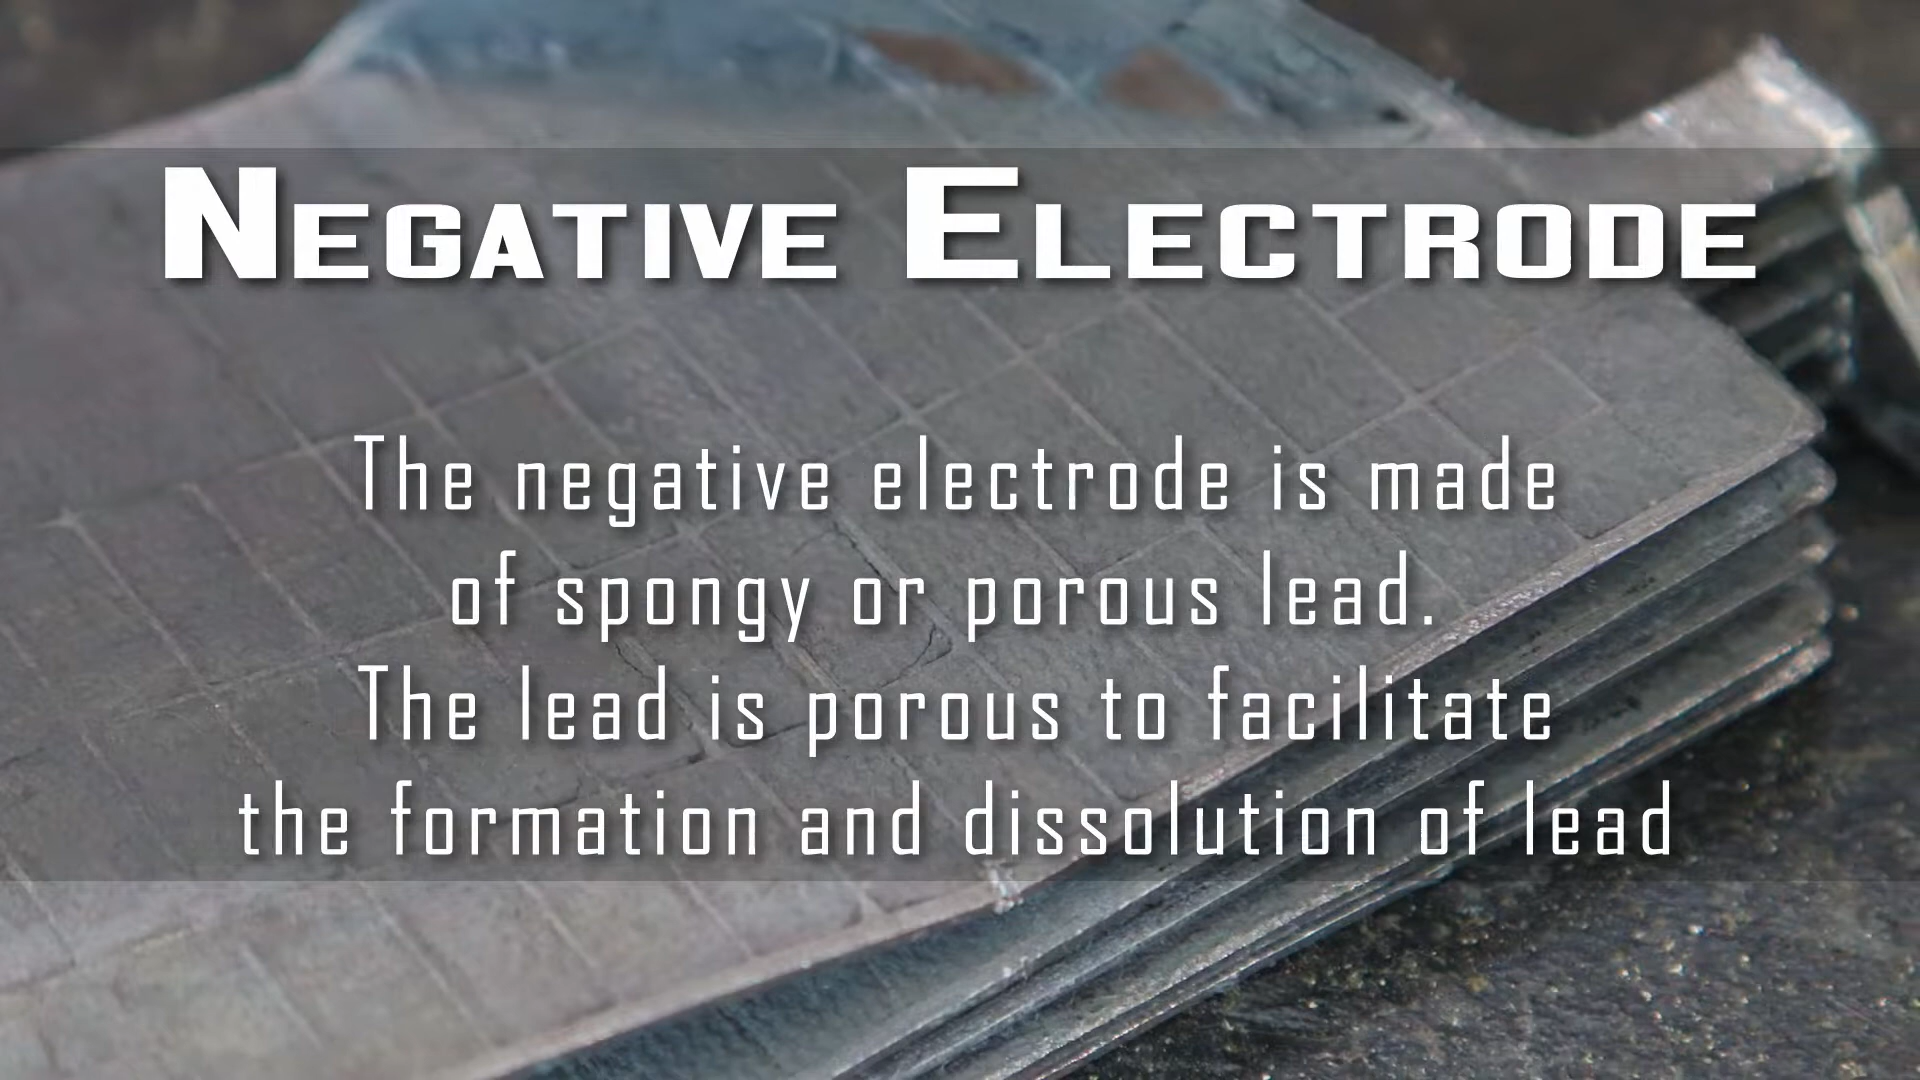 NEGATIVE ELECTRODE
The negative electrode is made
of spongy or porous lead.
The lead is porous to facilitate
the formation and dissolution of lead